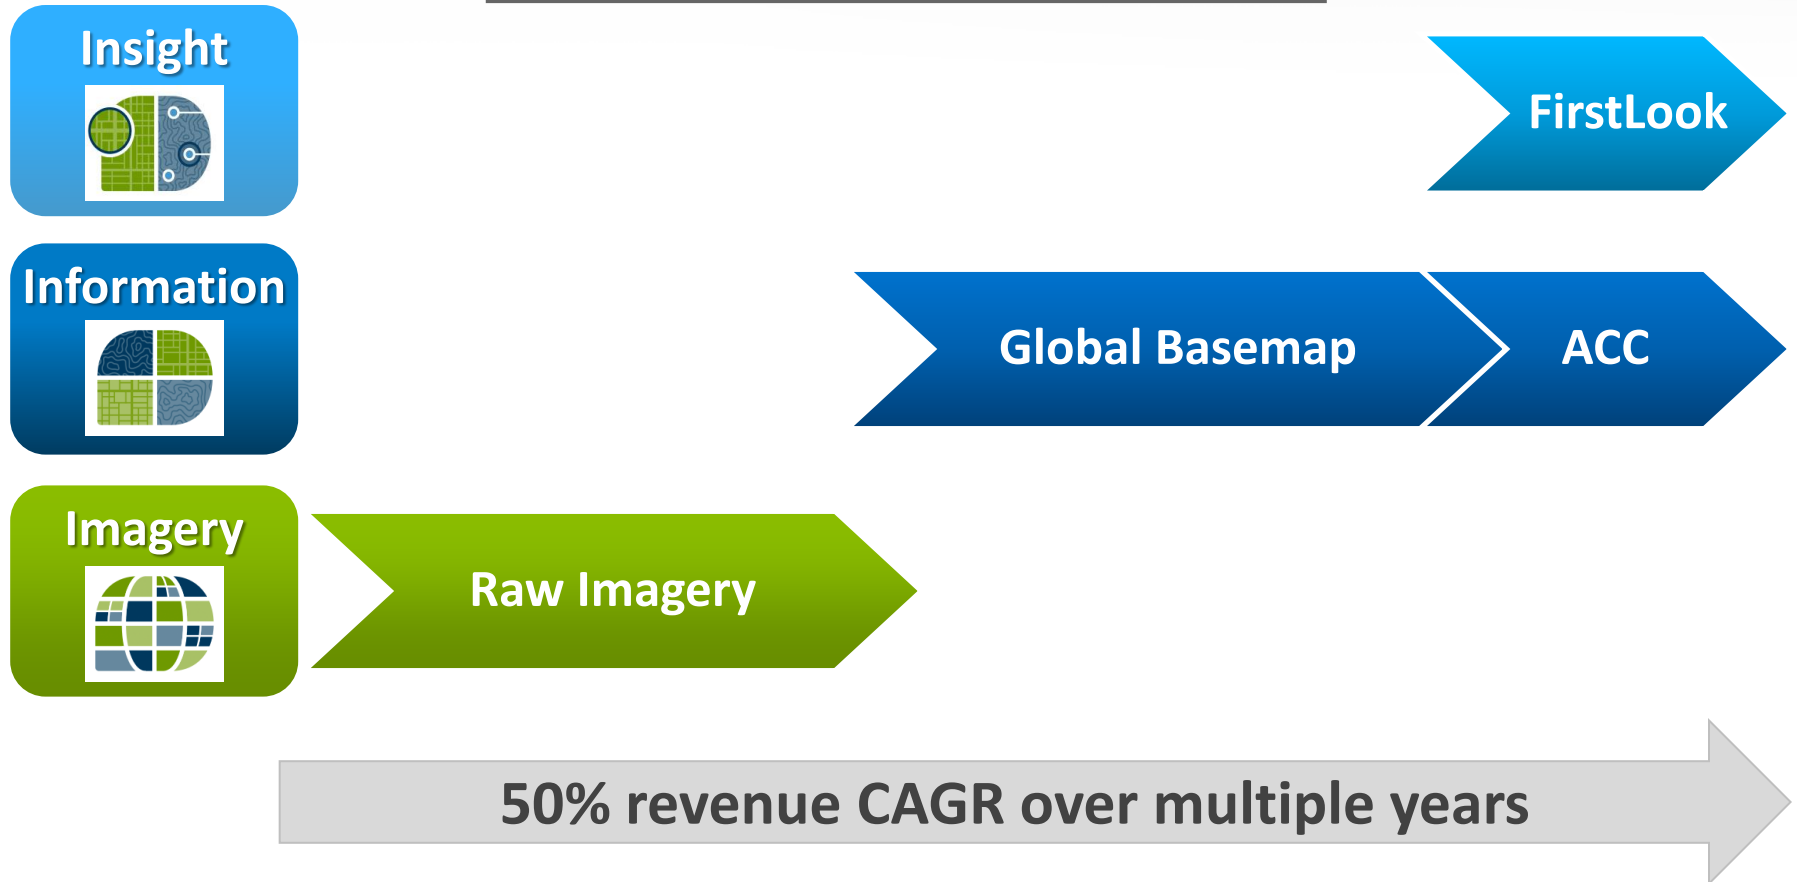 Insight
FirstLook
Information
Global Basemap
ACC
Imagery
Raw Imagery
50% revenue CAGR over multiple years